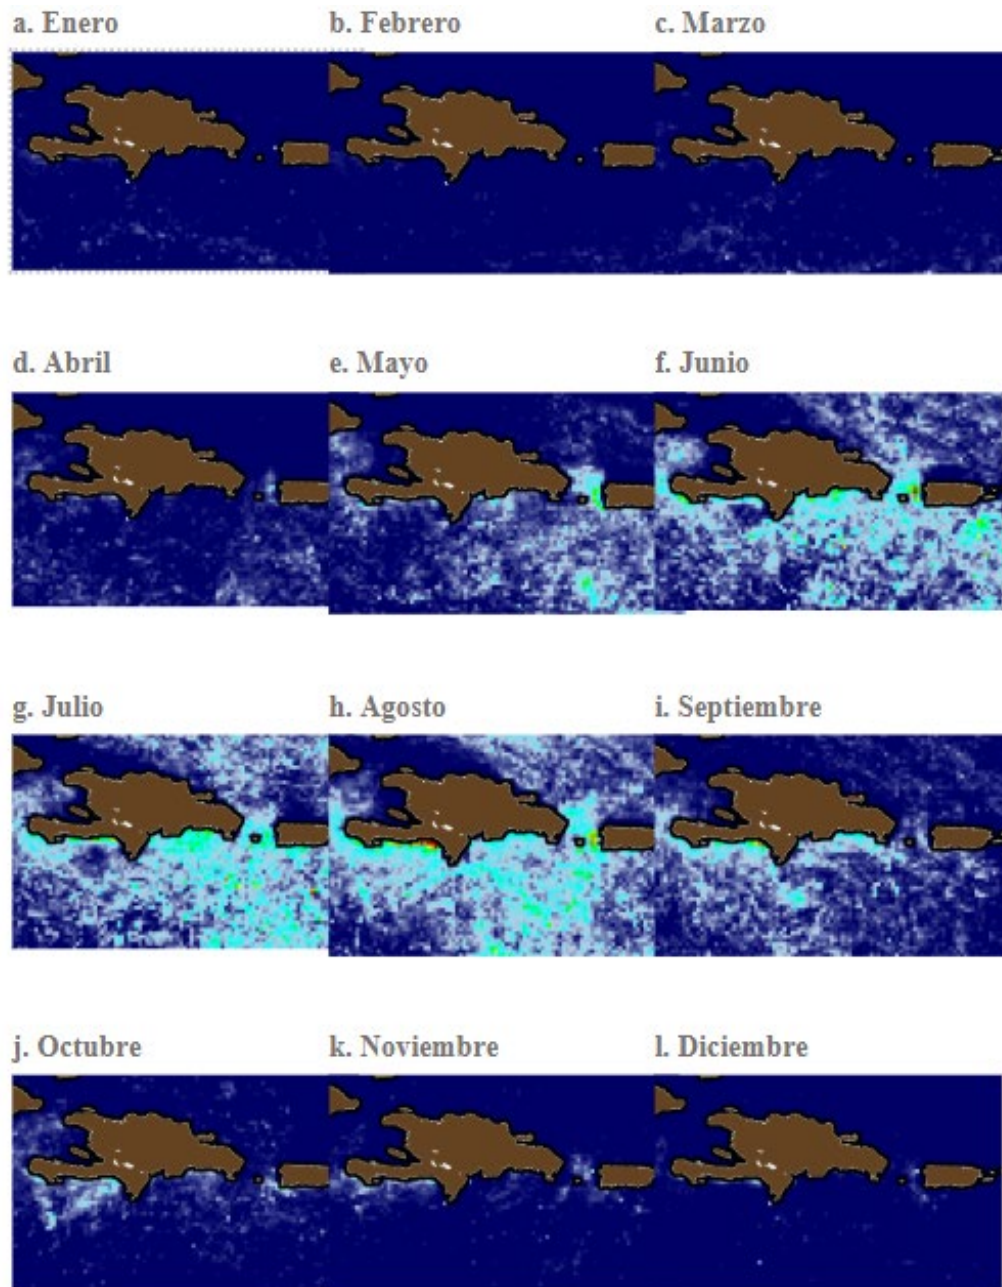 a. Enero
b. Febrero
c. Marzo
d. Abril
e. Mayo
f. Junio
g. Julio
h. Agosto
i. Septiembre
j. Octubre
k. Noviembre
l. Diciembre